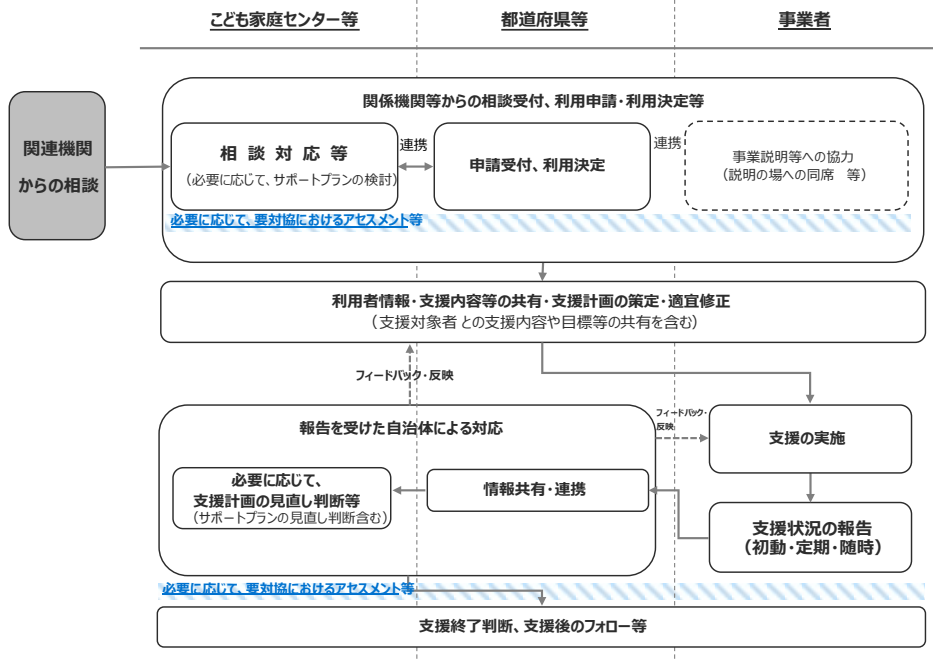 こども家庭センター等
都道府県等
事業者
関係機関等からの相談受付、利用申請・利用決定等
関連機関
からの相談
相 談 対 応 等
(必要に応じて、サポートプランの検討)
連携
申請受付、利用決定
連携
事業説明等への協力
(説明の場への同席 等)
必要に応じて、要対協におけるアセスメント等
利用者情報・支援内容等の共有・支援計画の策定・適宜修正
(支援対象者との支援内容や目標等の共有を含む)
フィードバック・反映
報告を受けた自治体による対応
フィードバック・
反映
支援の実施
必要に応じて、
支援計画の見直し判断等
(サポートプランの見直し判断含む)
情報共有・連携
支援状況の報告
(初動・定期・随時)
必要に応じて、要対協におけるアセスメント等
支援終了判断、支援後のフォロー等